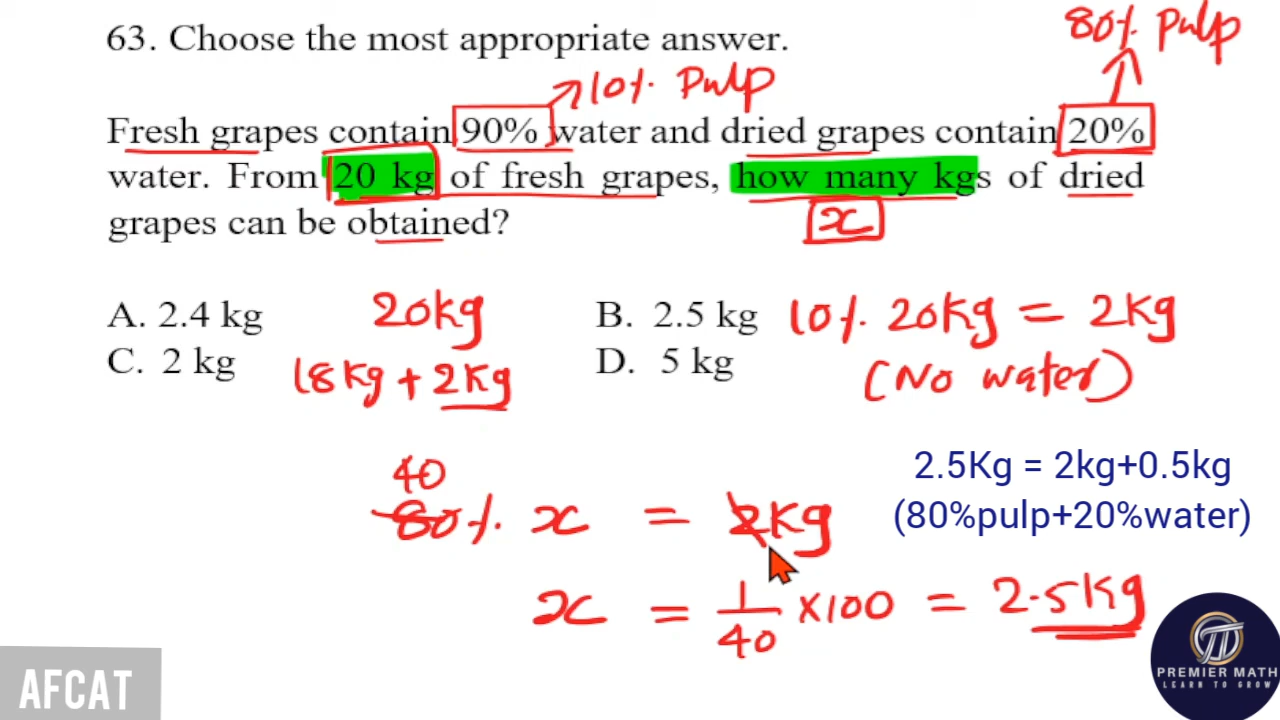 80% Pulp
63. Choose the most appropriate answer.
10% Pulp
Fresh grapes contain 90% water and dried grapes contain 20%
water. From 20 kg of fresh grapes, how many kgs of dried
grapes can be obtained?
x
A. 2.4 kg
B. 2.5 kg
C. 2 kg
D. 5 kg
20kg
18kg + 2kg
10% 20kg = 2kg
(No water)
2.5Kg = 2kg+0.5kg
(80%pulp+20%water)
40
80% x = 2kg
x = 1/40 ×100 = 2.5kg
AFCAT
PREMIER MATH
LEARN TO GROW